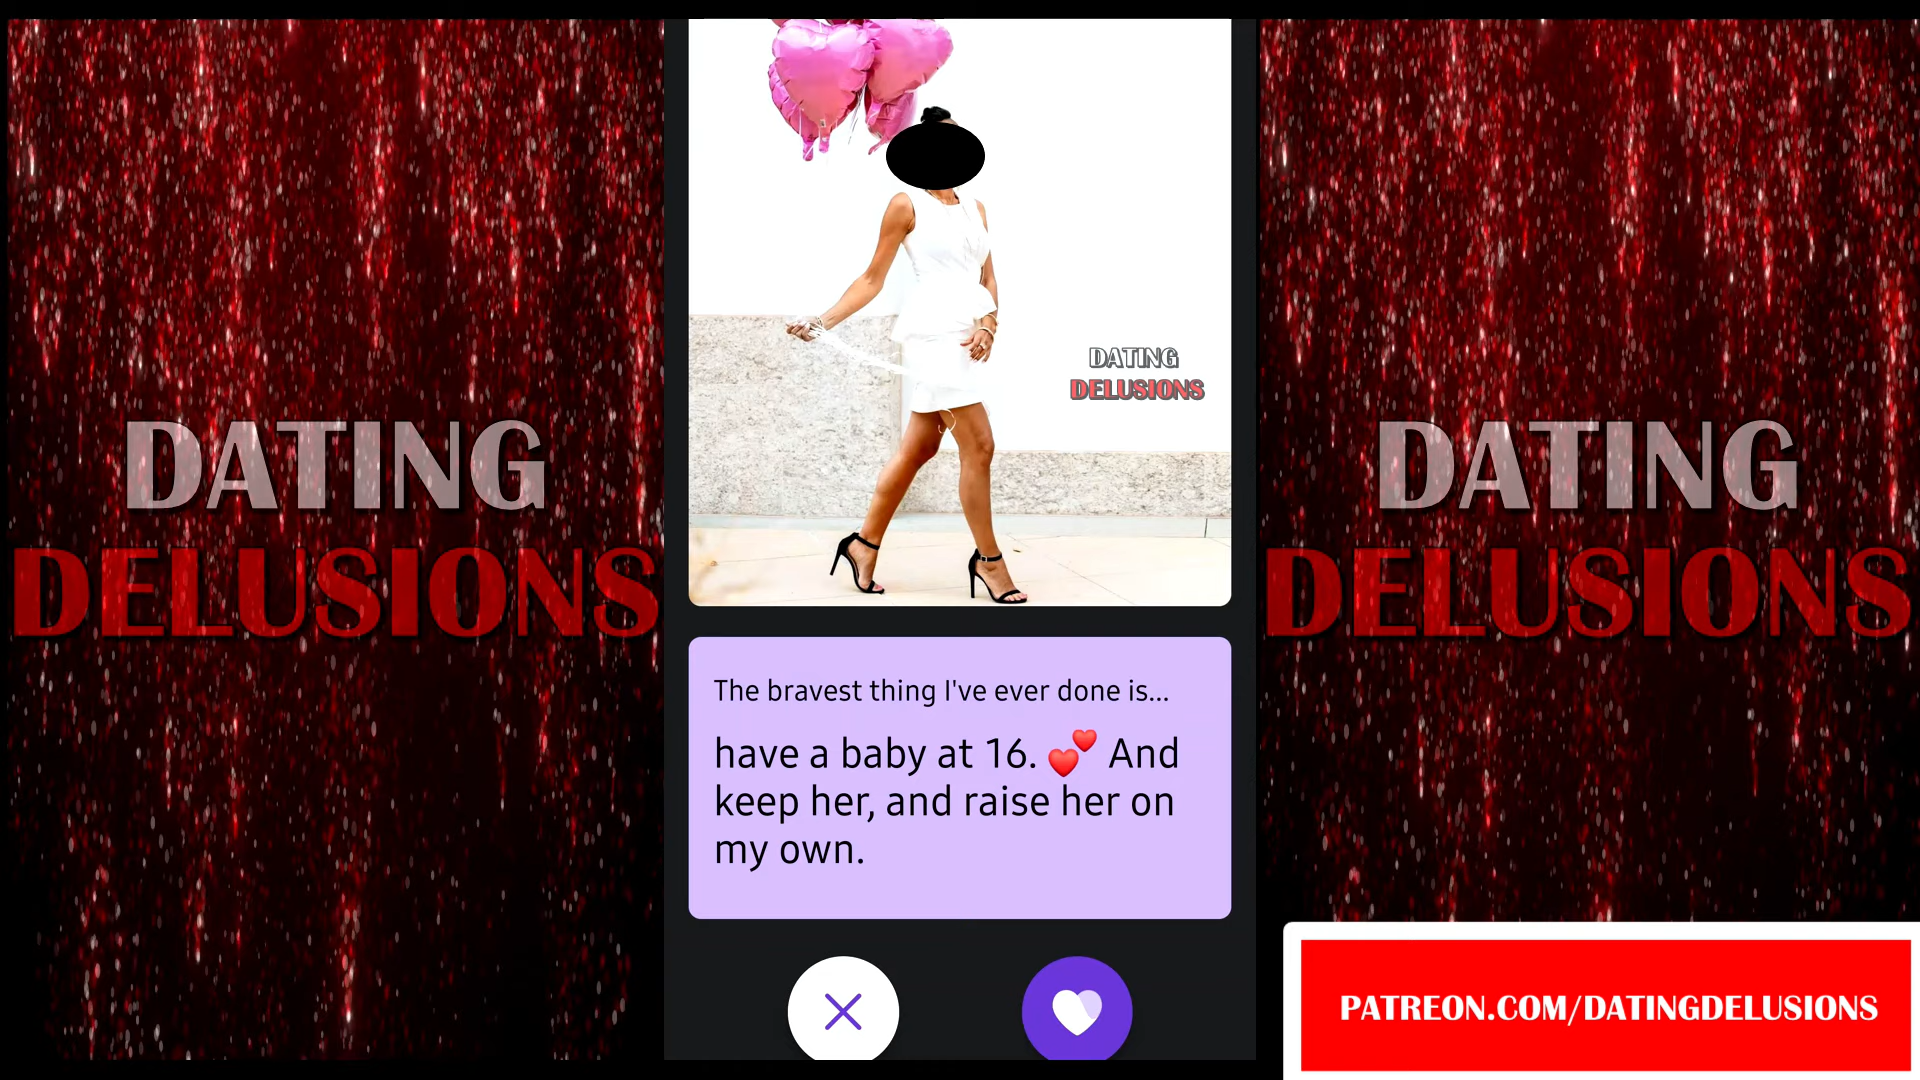 DATING
DELUSIONS
DATING
DELUSIONS
The bravest thing I've ever done is...
have a baby at 16. 💕 And
keep her, and raise her on
my own.
DATING
DELUSIONS
PATREON.COM/DATINGDELUSIONS